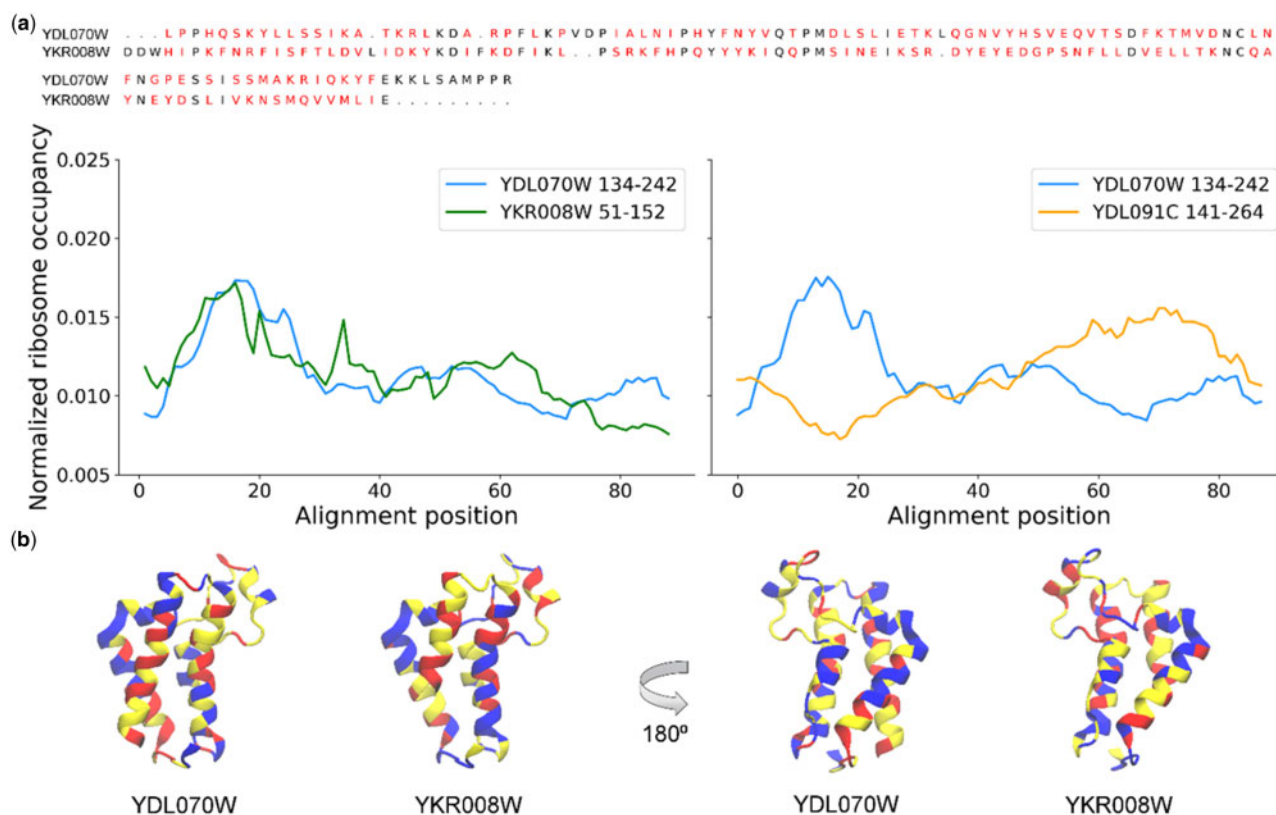 (a)
YDL070W . . . L P P H Q S K Y L L S S I K A . T K R L K D A . R P F L K P V D P I A L N I P H Y F N Y V Q T P M D L S L I E T K L Q G N V Y H S V E Q V T S D F K T M V D N C L N
YKR008W D D W H I P K F N R F I S F T L D V L I D K Y K D I F K D F I K L . . P S R K F H P Q Y Y Y K I Q Q P M S I N E I K S R . D Y E Y E D G P S N F L L D V E L L T K N C Q A
YDL070W F N G P E S S I S S M A K R I Q K Y F E K K L S A M P P R
YKR008W Y N E Y D S L I V K N S M Q V V M L I E . . . . . . . . .
Normalized ribosome occupancy
0.025
0.020
0.015
0.010
0.005
YDL070W 134-242
YKR008W 51-152
0 20 40 60 80
Alignment position
YDL070W 134-242
YDL091C 141-264
0 20 40 60 80
Alignment position
(b)
180º
YDL070W YKR008W YDL070W YKR008W